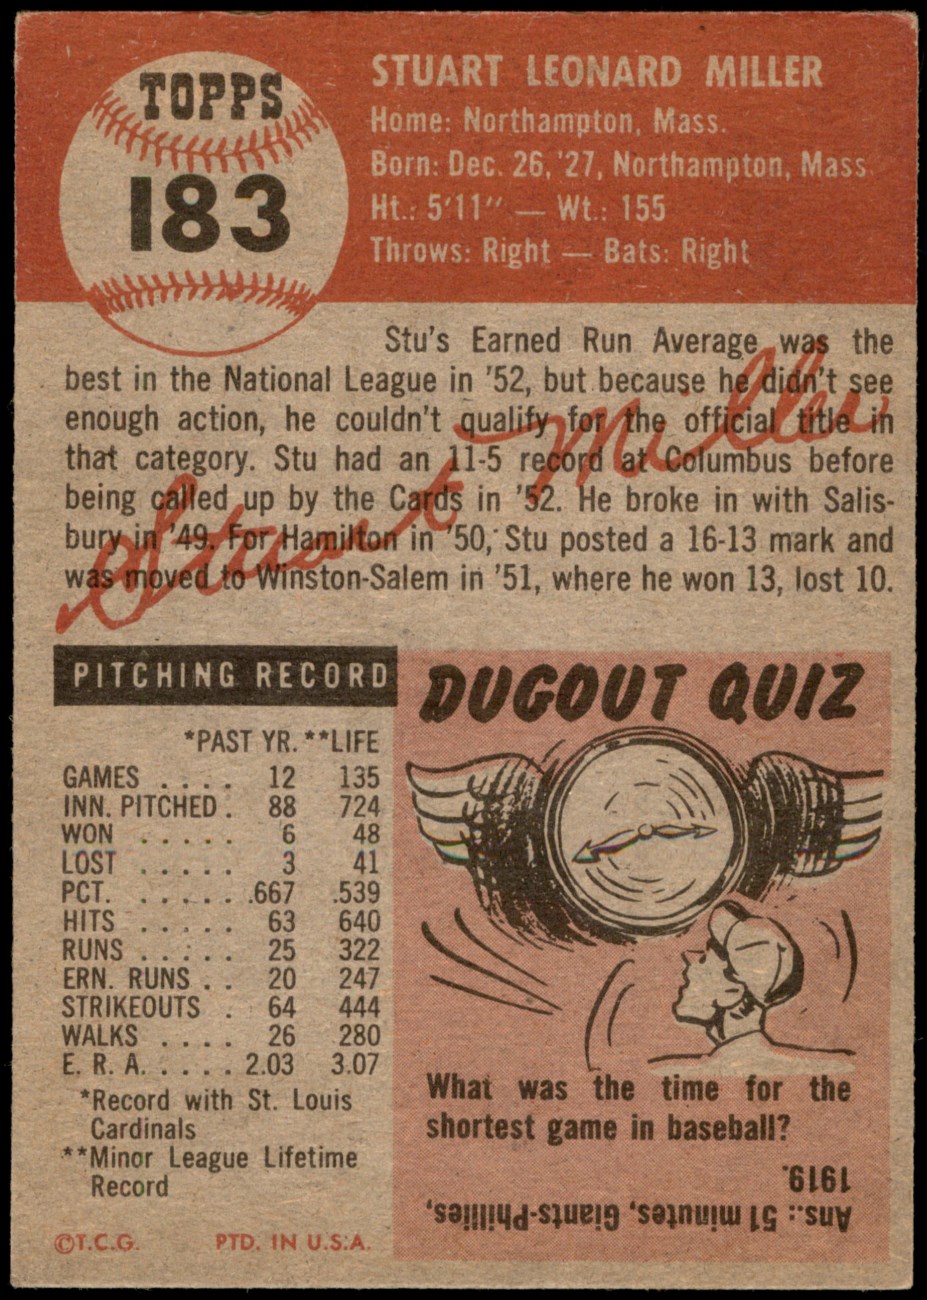 TOPPS
183
STUART LEONARD MILLER
Home: Northampton, Mass.
Born: Dec. 26, '27, Northampton, Mass.
Ht.: 5'11" — Wt.: 155
Throws: Right — Bats: Right
Stu's Earned Run Average was the
best in the National League in '52, but because he didn't see
enough action, he couldn't qualify for the official title in
that category. Stu had an 11-5 record at Columbus before
being called up by the Cards in '52. He broke in with Salis-
bury in '49. For Hamilton in '50, Stu posted a 16-13 mark and
was moved to Winston-Salem in '51, where he won 13, lost 10.
Stuart Miller
PITCHING RECORD
*PAST YR. **LIFE
GAMES . . . . 12 135
INN. PITCHED . 88 724
WON . . . . . 6 48
LOST . . . . . 3 41
PCT. . . . . . .667 .539
HITS . . . . . 63 640
RUNS . . . . . 25 322
ERN. RUNS . . 20 247
STRIKEOUTS . 64 444
WALKS . . . . 26 280
E. R. A. . . . . 2.03 3.07
*Record with St. Louis
Cardinals
**Minor League Lifetime
Record
©T.C.G. PTD. IN U.S.A.
DUGOUT QUIZ
What was the time for the
shortest game in baseball?
Ans.: 51 minutes, Giants-Phillies,
1919.